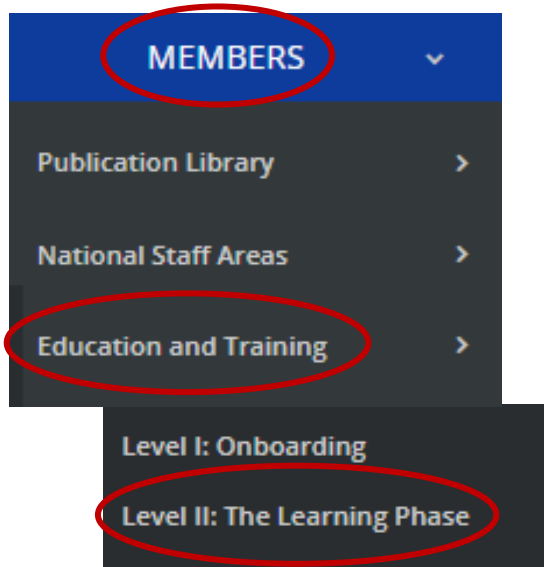 MEMBERS
Publication Library
National Staff Areas
Education and Training
Level I: Onboarding
Level II: The Learning Phase